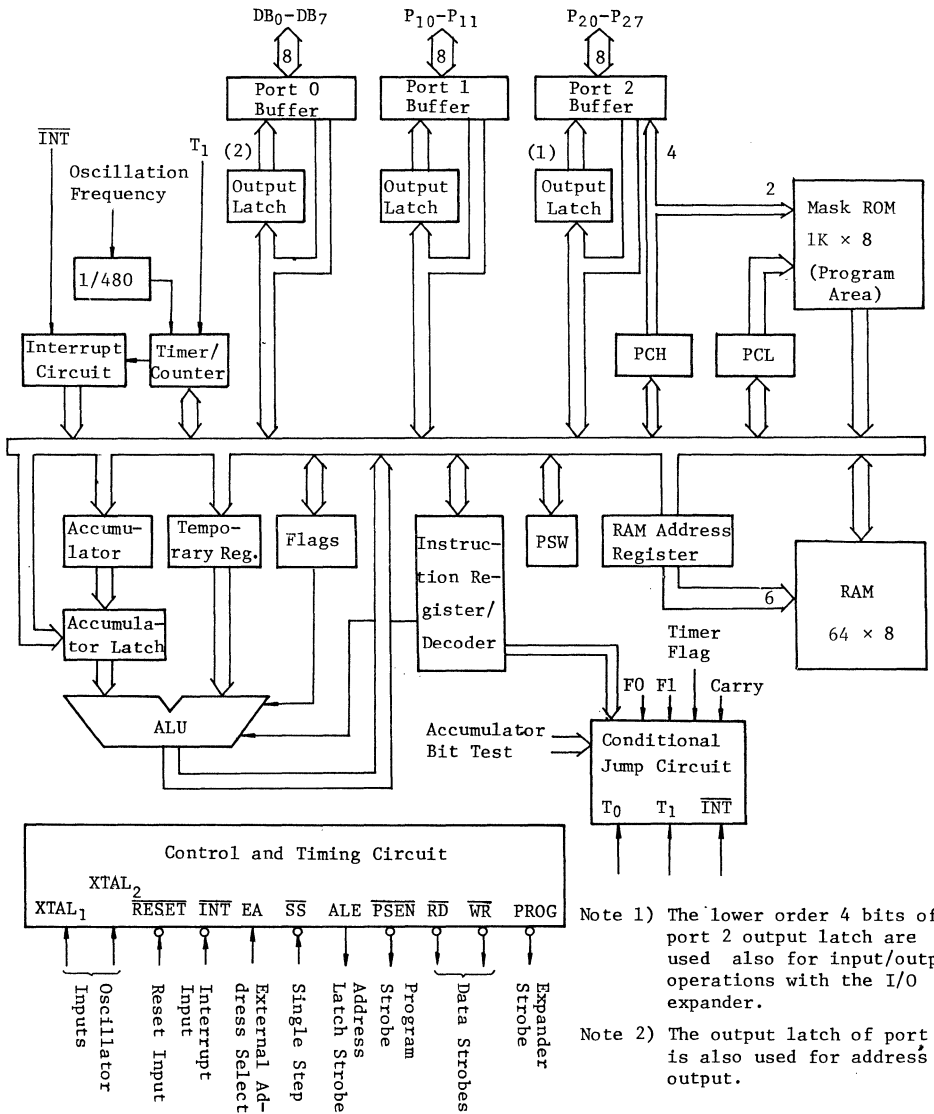 DB0-DB7
P10-P11
P20-P27
8
8
8
Port 0
Buffer
Port 1
Buffer
Port 2
Buffer
INT
T1
(2)
(1)
4
Oscillation
Frequency
Output
Latch
Output
Latch
Output
Latch
2
Mask ROM
1K × 8
(Program
Area)
1/480
Interrupt
Circuit
Timer/
Counter
PCH
PCL
Accumu-
lator
Tempo-
rary Reg.
Flags
Instruc-
tion Re-
gister/
Decoder
PSW
RAM Address
Register
6
RAM
64 × 8
Accumula-
tor Latch
Timer
Flag
F0 F1 Carry
ALU
Accumulator
Bit Test
Conditional
Jump Circuit
T0 T1 INT
Control and Timing Circuit
XTAL2
XTAL1 RESET INT EA SS ALE PSEN RD WR PROG
Oscillator
Inputs
Reset Input
Interrupt
Input
External Ad-
dress Select
Single Step
Address
Latch Strobe
Program
Strobe
Data Strobes
Expander
Strobe
Note 1) The lower order 4 bits of
port 2 output latch are
used also for input/outp
operations with the I/O
expander.
Note 2) The output latch of port
is also used for address
output.